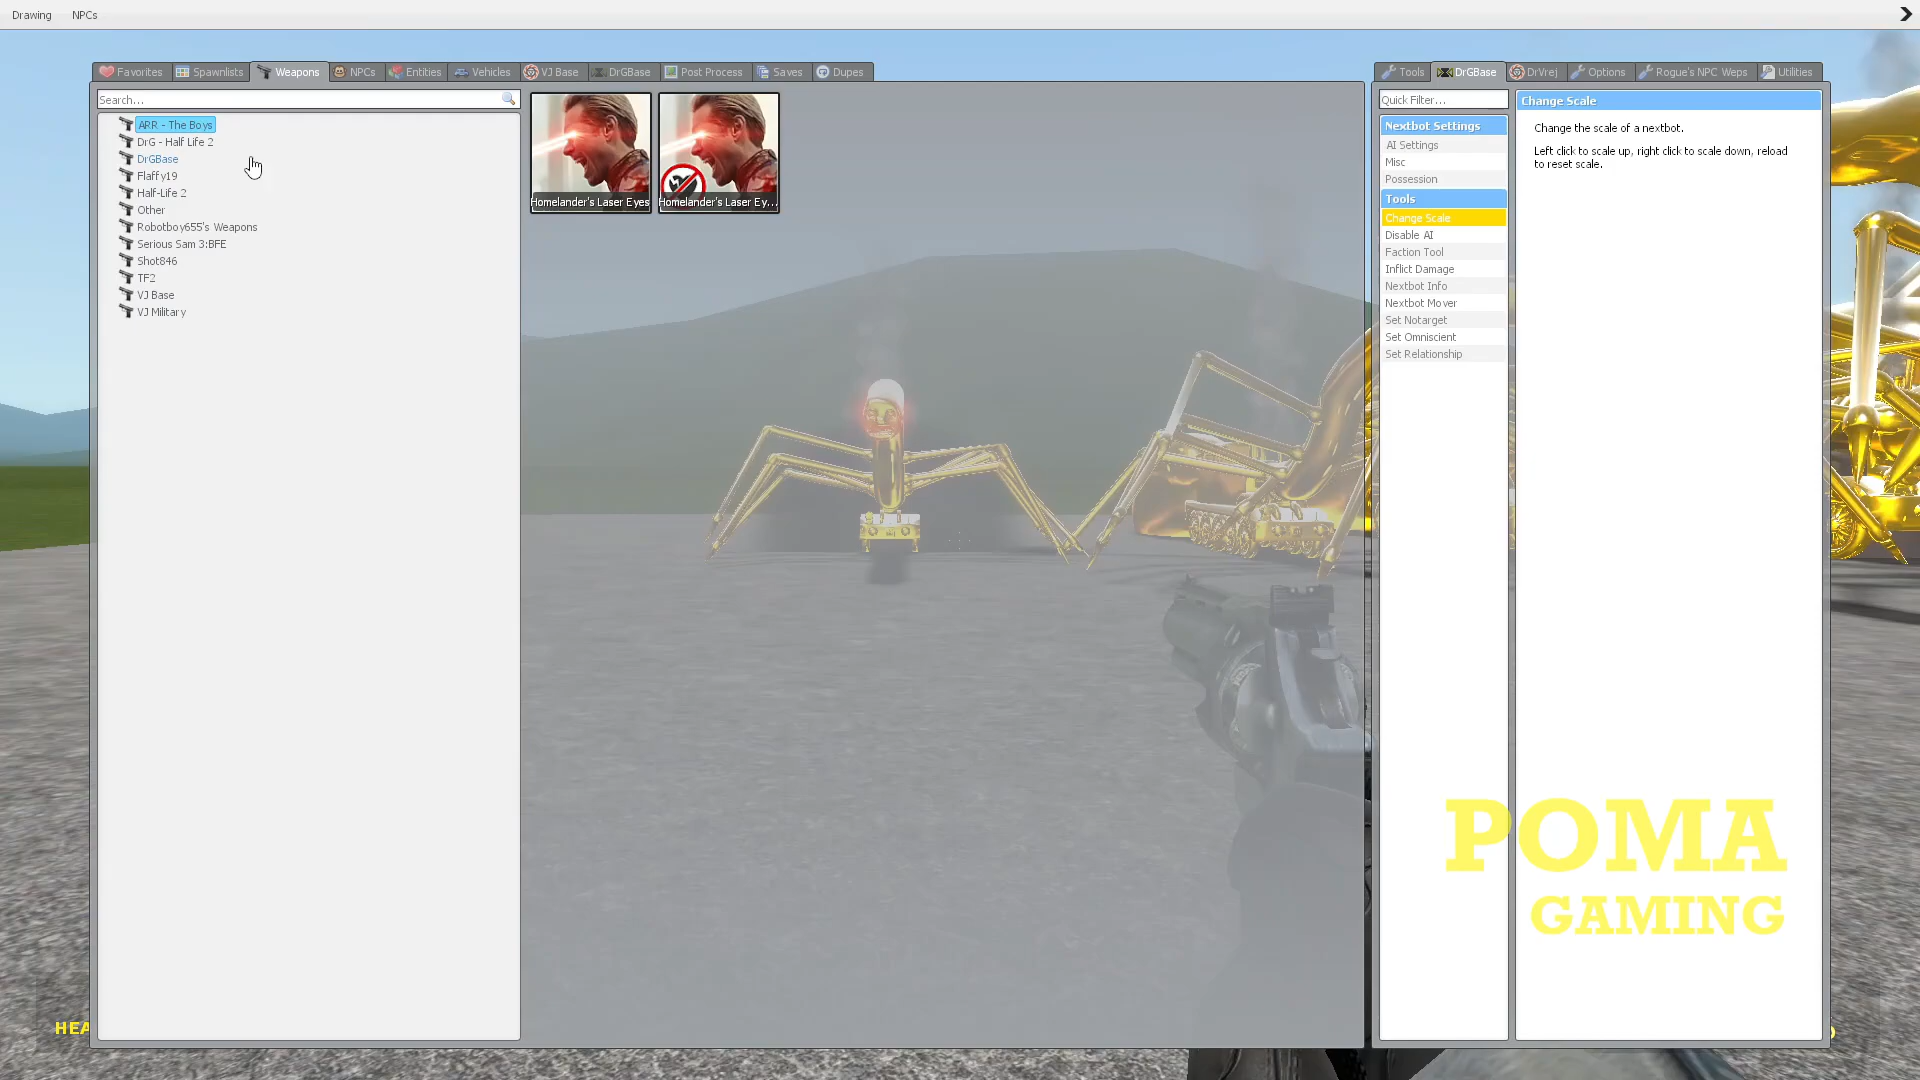 Drawing NPCs
Favorites Spawnlists Weapons NPCs Entities Vehicles VJ Base DrGBase Post Process Saves Dupes
Search...
ARR - The Boys
DrG - Half Life 2
DrGBase
Flaffy19
Half-Life 2
Other
Robotboy655's Weapons
Serious Sam 3:BFE
Shot846
TF2
VJ Base
VJ Military
Homelander's Laser Eyes
Homelander's Laser Ey...
Tools DrGBase DrVrej Options Rogue's NPC Weps Utilities
Quick Filter...
Nextbot Settings
AI Settings
Misc
Possession
Tools
Change Scale
Disable AI
Faction Tool
Inflict Damage
Nextbot Info
Nextbot Mover
Set Notarget
Set Omniscient
Set Relationship
Change Scale
Change the scale of a nextbot.
Left click to scale up, right click to scale down, reload
to reset scale.
POMA
GAMING
HEA